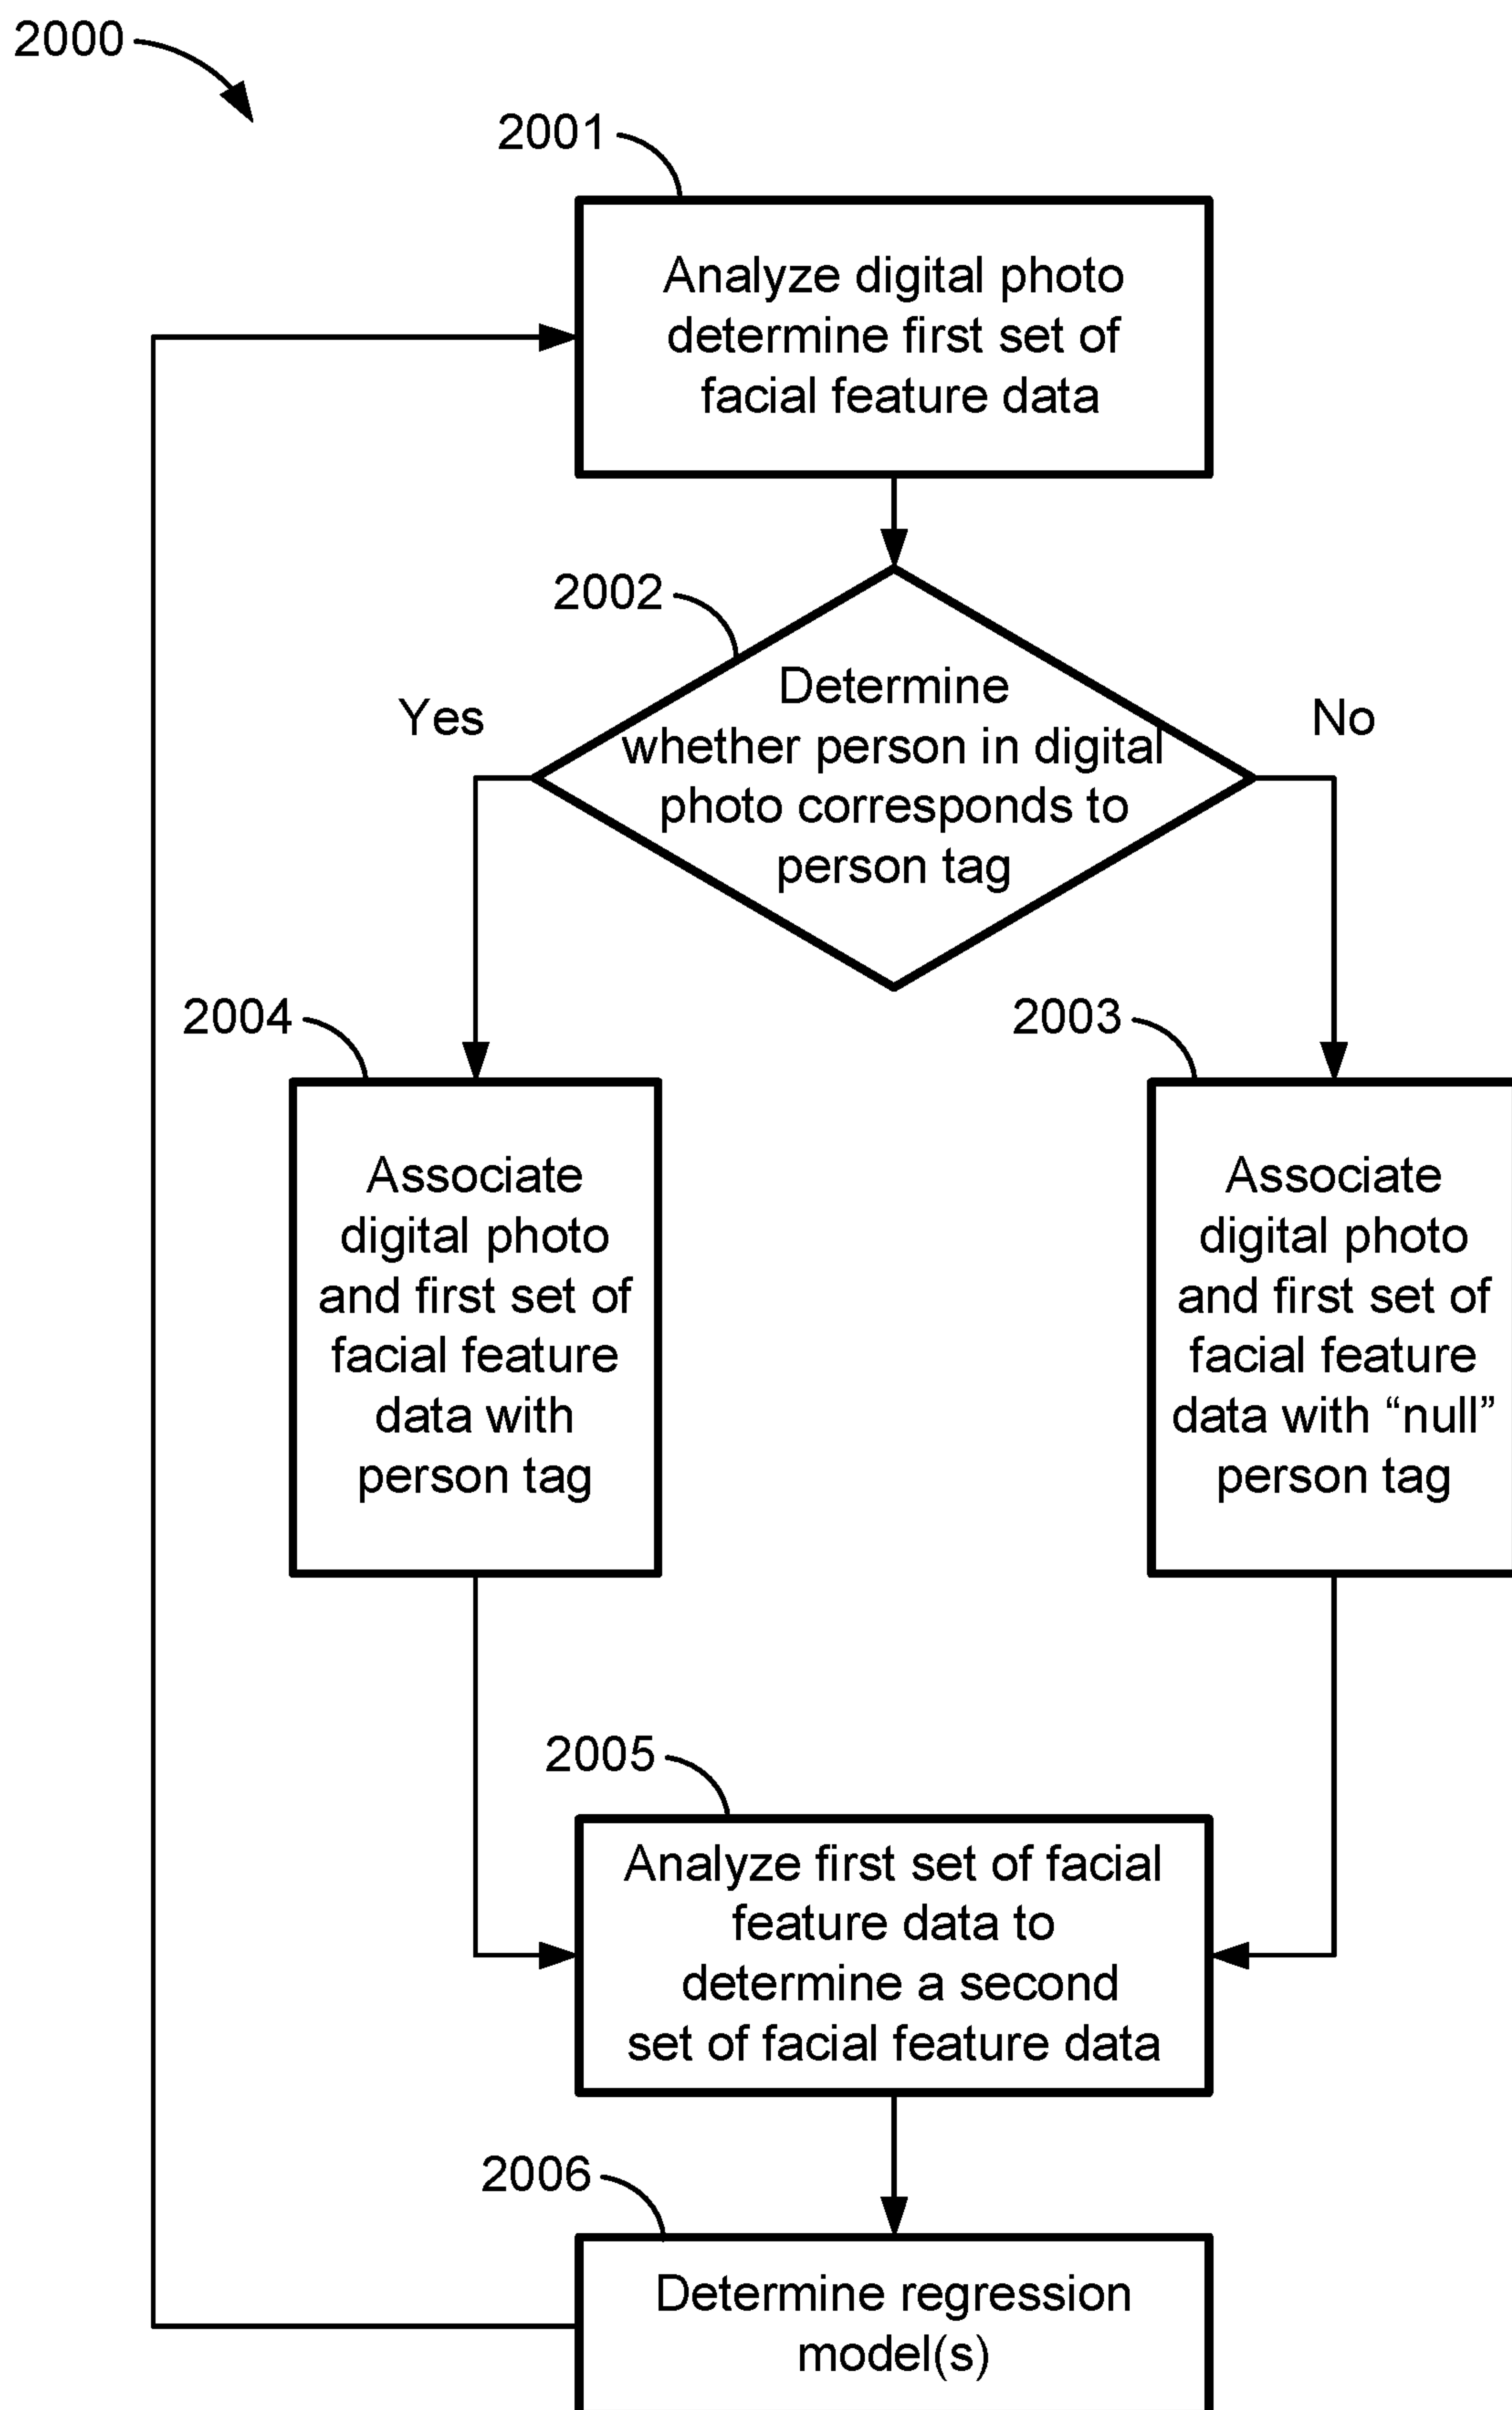 2000
2001
Analyze digital photo
determine first set of
facial feature data
2002
Determine
whether person in digital
photo corresponds to
person tag
Yes
No
2004
Associate
digital photo
and first set of
facial feature
data with
person tag
2003
Associate
digital photo
and first set of
facial feature
data with “null”
person tag
2005
Analyze first set of facial
feature data to
determine a second
set of facial feature data
2006
Determine regression
model(s)